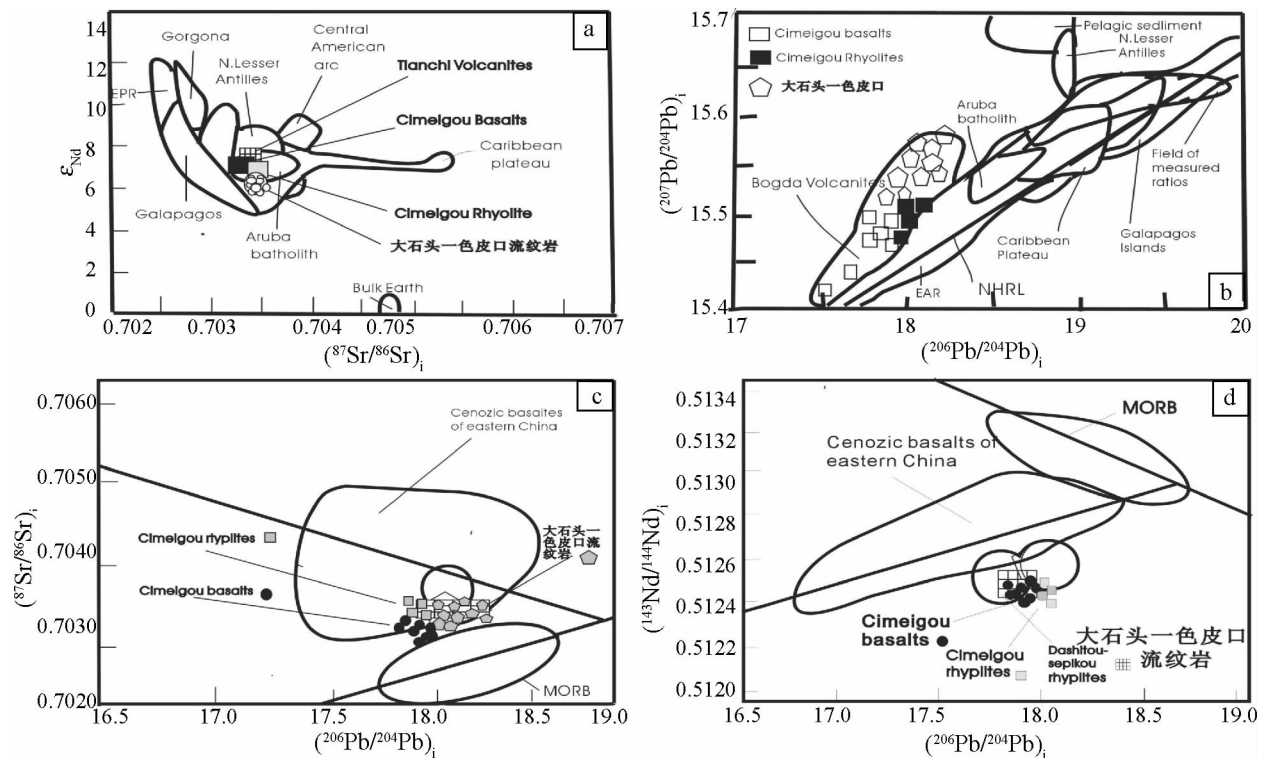 a
14
12
10
8
6
4
2
0
εNd
Gorgona
EPR
N.Lesser
Antilles
Central
American
arc
Tianchi Volcanites
Cimeigou Basalts
Caribbean
plateau
Cimeigou Rhyolite
Galapagos
Aruba
batholith
大石头一色皮口流纹岩
Bulk Earth
0.702
0.703
0.704
0.705
0.706
0.707
(87Sr/86Sr)i
b
15.7
15.6
15.5
15.4
(207Pb/204Pb)i
Cimeigou basalts
Cimeigou Rhyolites
大石头一色皮口
Pelagic sediment
N.Lesser
Antilles
Aruba
batholith
Bogda Volcanites
Field of
measured
ratios
Galapagos
Islands
Caribbean
Plateau
EAR
NHRL
17
18
19
20
(206Pb/204Pb)i
c
0.7060
0.7050
0.7040
0.7030
0.7020
(87Sr/86Sr)i
Cenozic basaites
of eastern China
Cimeigou rlyplites
Cimeigou basalts
大石头一
色皮口流
纹岩
MORB
16.5
17.0
17.5
18.0
19.0
(206Pb/204Pb)i
d
0.5134
0.5132
0.5130
0.5128
0.5126
0.5124
0.5122
0.5120
(143Nd/144Nd)i
MORB
Cenozic basalts of
eastern China
Cimeigou
basalts
Cimeigou
rhyplites
Dashitou-
sepikou
rhyplites
大石头一色皮口
流纹岩
16.5
17.0
17.5
18.0
18.5
19.0
(206Pb/204Pb)i